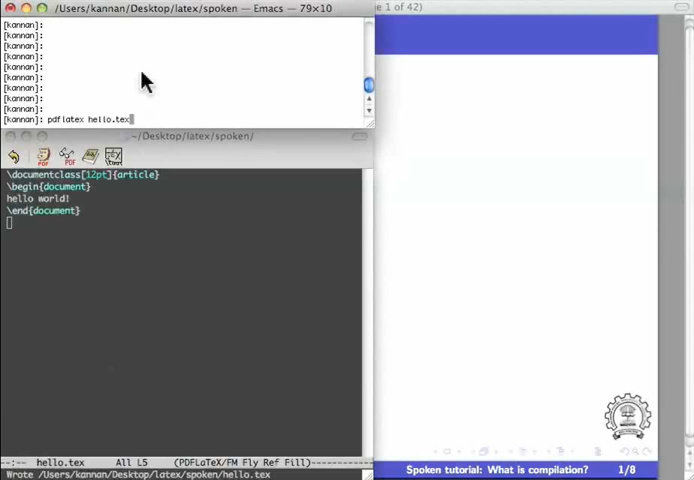 /Users/kannan/Desktop/latex/spoken — Emacs — 79×10
[kannan]:
[kannan]:
[kannan]:
[kannan]:
[kannan]:
[kannan]:
[kannan]:
[kannan]:
[kannan]:
[kannan]: pdflatex hello.tex
e 1 of 42)
~/Desktop/latex/spoken/
\documentclass[12pt]{article}
\begin{document}
hello world!
\end{document}
--:-- hello.tex All L5 (PDFLaTeX/FM Fly Ref Fill)----------
Wrote /Users/kannan/Desktop/latex/spoken/hello.tex
Spoken tutorial: What is compilation? 1/8